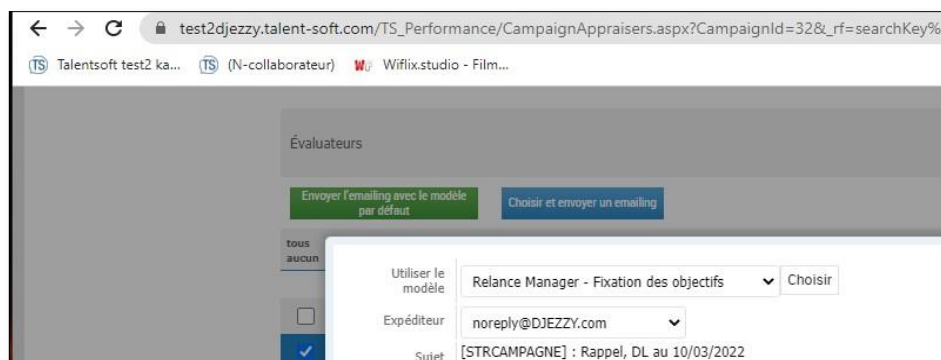 test2djezzy.talent-soft.com/TS_Performance/CampaignAppraisers.aspx?CampaignId=32&_rf=searchKey%
TS Talentsoft test2 ka... TS (N-collaborateur) Wiflix.studio - Film...
Évaluateurs
Envoyer l'emailing avec le modèle
par défaut
Choisir et envoyer un emailing
tous
aucun
Utiliser le
modèle
Relance Manager - Fixation des objectifs
Choisir
Expéditeur
noreply@DJEZZY.com
Sujet
[STRCAMPAGNE] : Rappel, DL au 10/03/2022